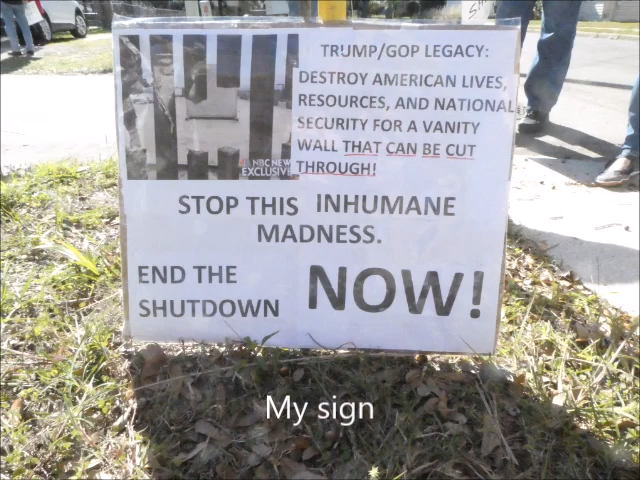 TRUMP/GOP LEGACY:
DESTROY AMERICAN LIVES,
RESOURCES, AND NATIONAL
SECURITY FOR A VANITY
WALL THAT CAN BE CUT
THROUGH!
NBC NEW
EXCLUSIVE
STOP THIS INHUMANE
MADNESS.
END THE
SHUTDOWN
NOW!
My sign